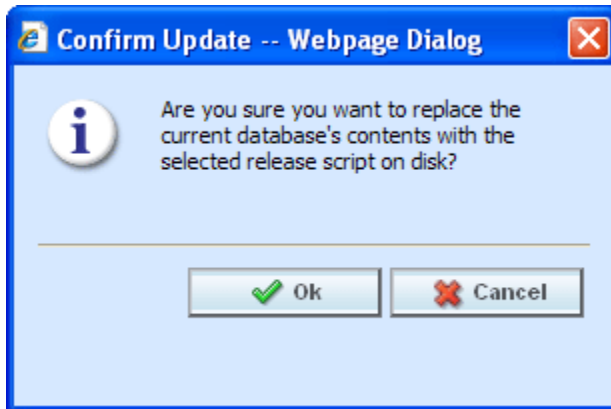 Confirm Update -- Webpage Dialog
Are you sure you want to replace the
current database's contents with the
selected release script on disk?
Ok
Cancel